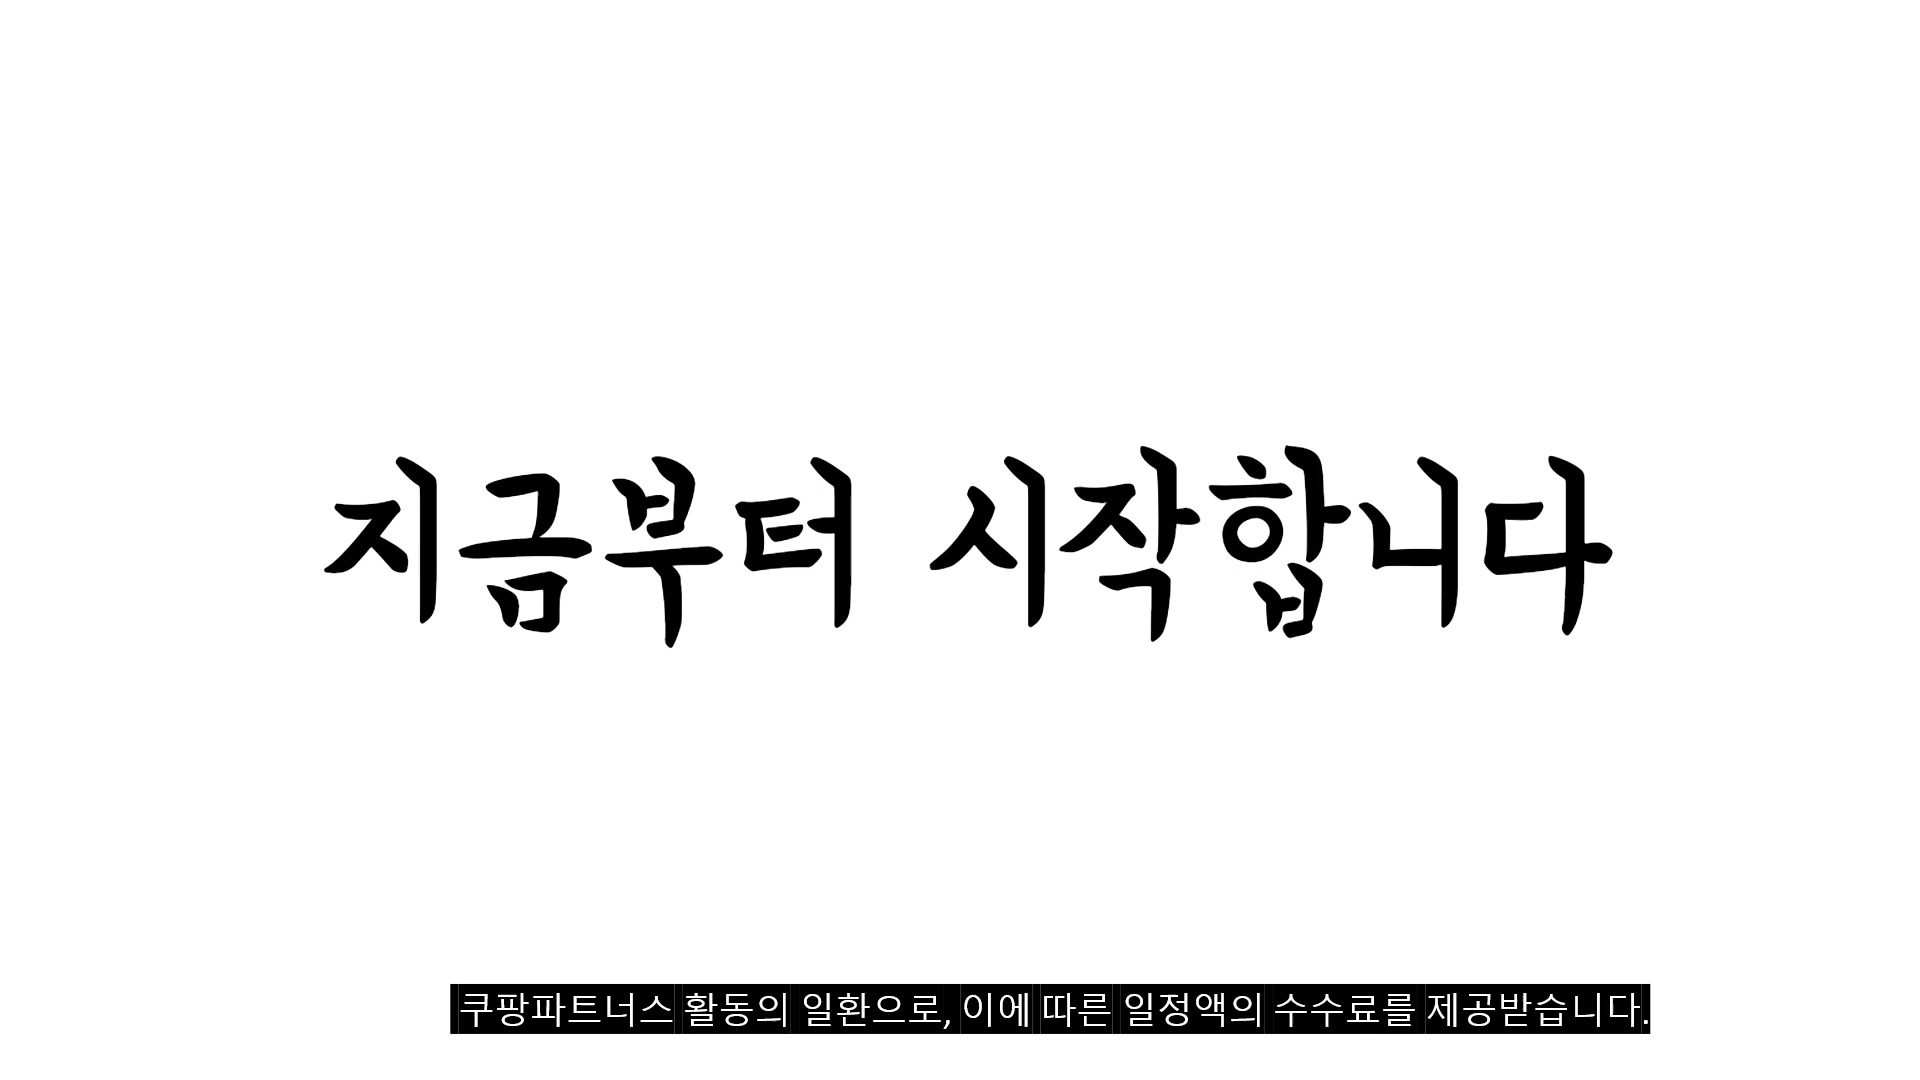 지금부터 시작합니다
쿠팡파트너스 활동의 일환으로, 이에 따른 일정액의 수수료를 제공받습니다.